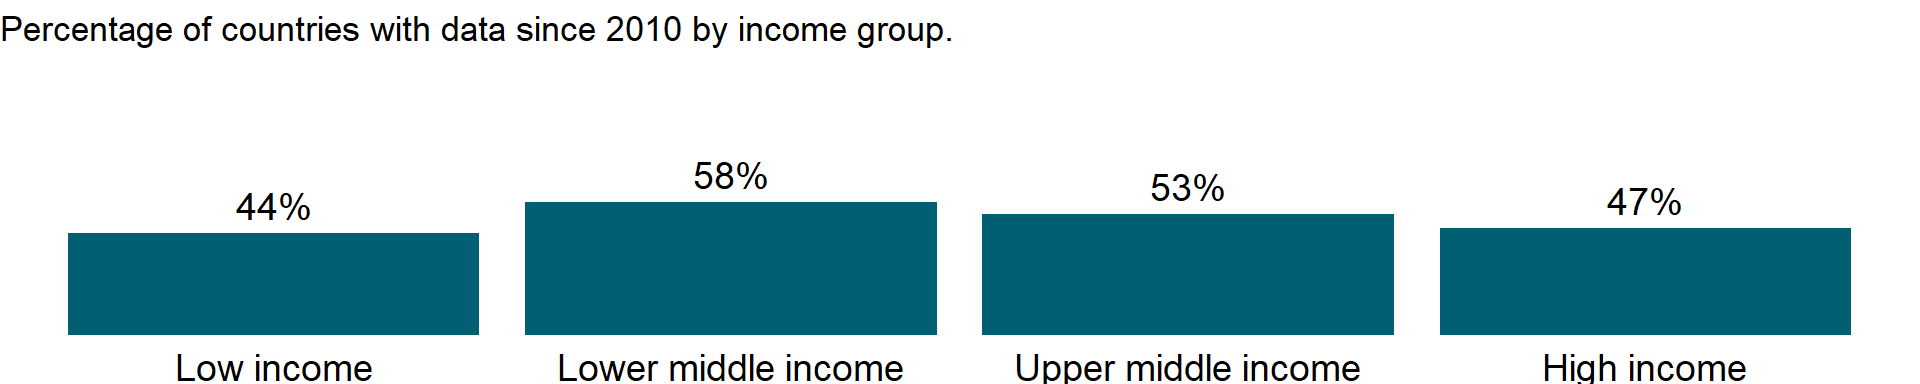 Percentage of countries with data since 2010 by income group.
44%
58%
53%
47%
Low income
Lower middle income
Upper middle income
High income